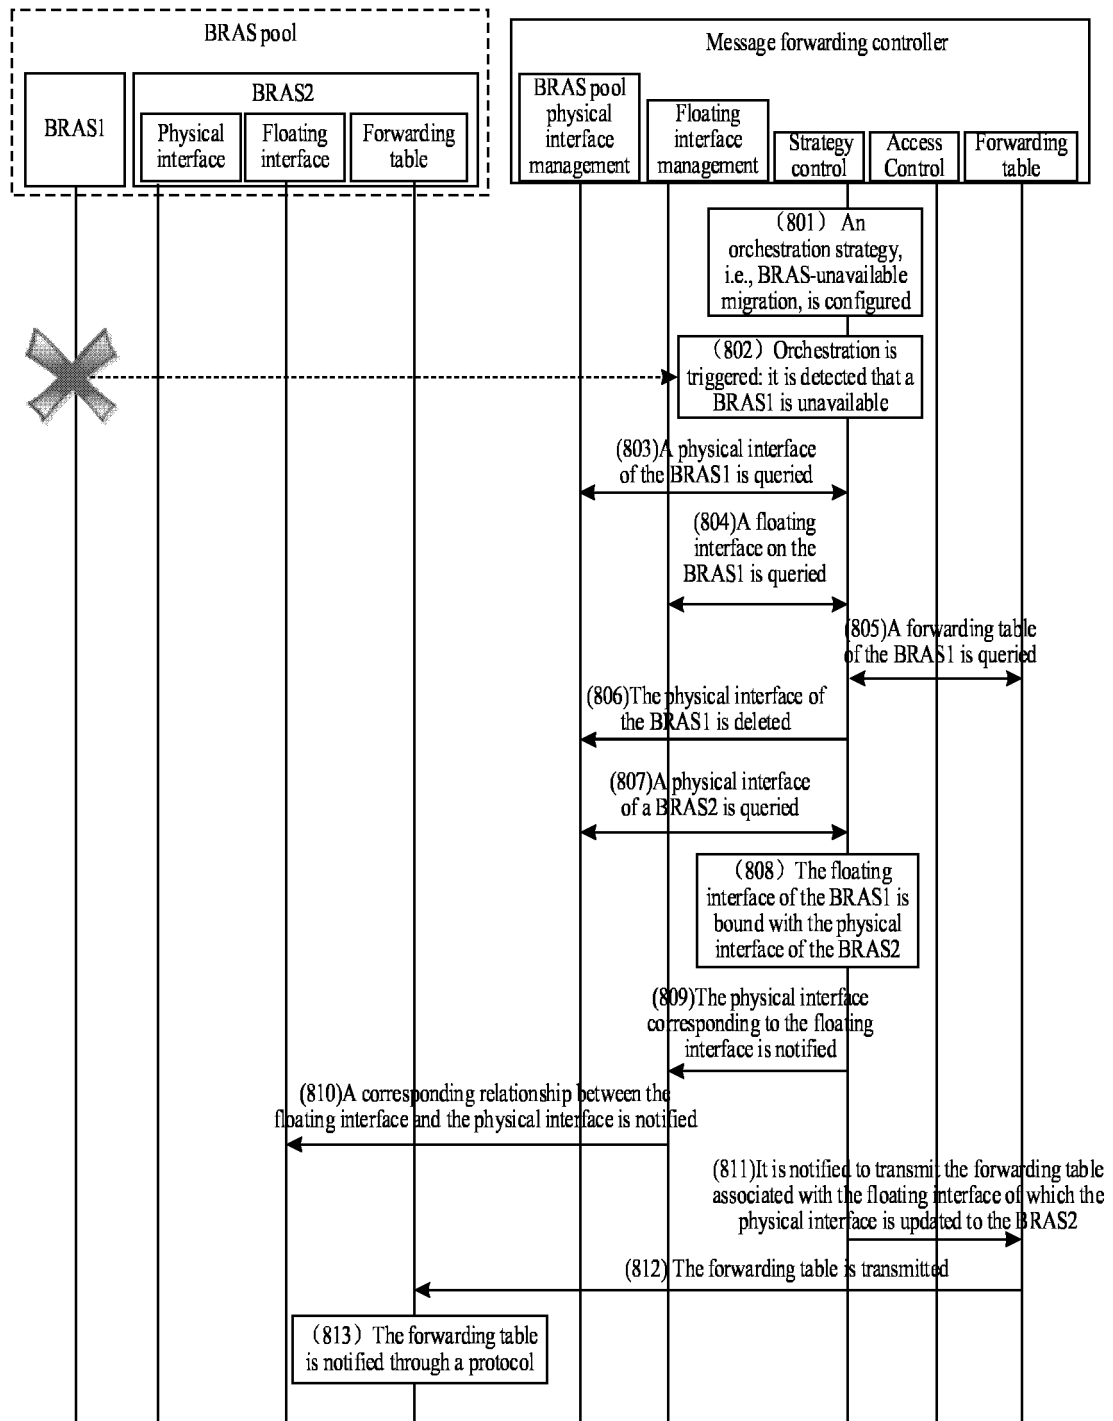 BRAS pool
Message forwarding controller
BRAS1
BRAS2
Physical
interface
Floating
interface
Forwarding
table
BRAS pool
physical
interface
management
Floating
interface
management
Strategy
control
Access
Control
Forwarding
table
(801) An
orchestration strategy,
i.e., BRAS-unavailable
migration, is configured
(802) Orchestration is
triggered: it is detected that a
BRAS1 is unavailable
(803)A physical interface
of the BRAS1 is queried
(804)A floating
interface on the
BRAS1 is queried
(805)A forwarding table
of the BRAS1 is queried
(806)The physical interface of
the BRAS1 is deleted
(807)A physical interface
of a BRAS2 is queried
(808) The floating
interface of the BRAS1 is
bound with the physical
interface of the BRAS2
(809)The physical interface
corresponding to the floating
interface is notified
(810)A corresponding relationship between the
floating interface and the physical interface is notified
(811)It is notified to transmit the forwarding table
associated with the floating interface of which the
physical interface is updated to the BRAS2
(812) The forwarding table is transmitted
(813) The forwarding table
is notified through a protocol